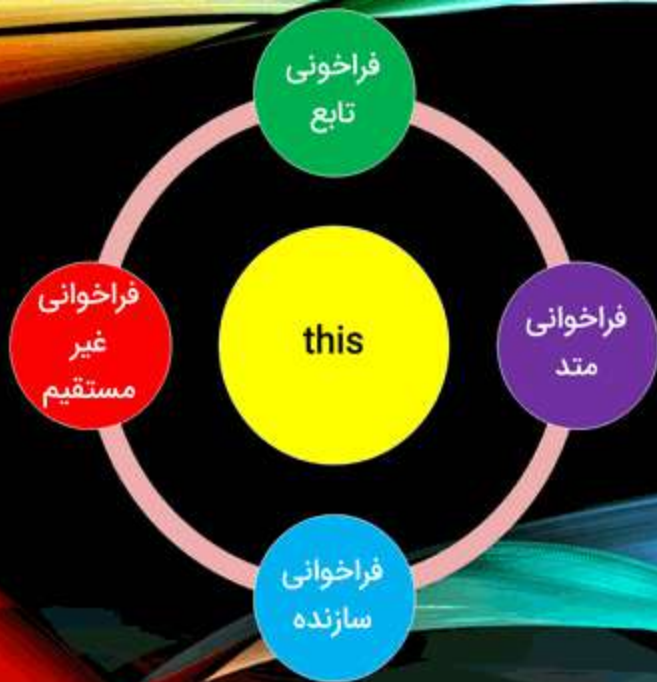 فراخونی
تابع
فراخوانی
متد
this
فراخوانی
غیر
مستقیم
فراخوانی
سازنده